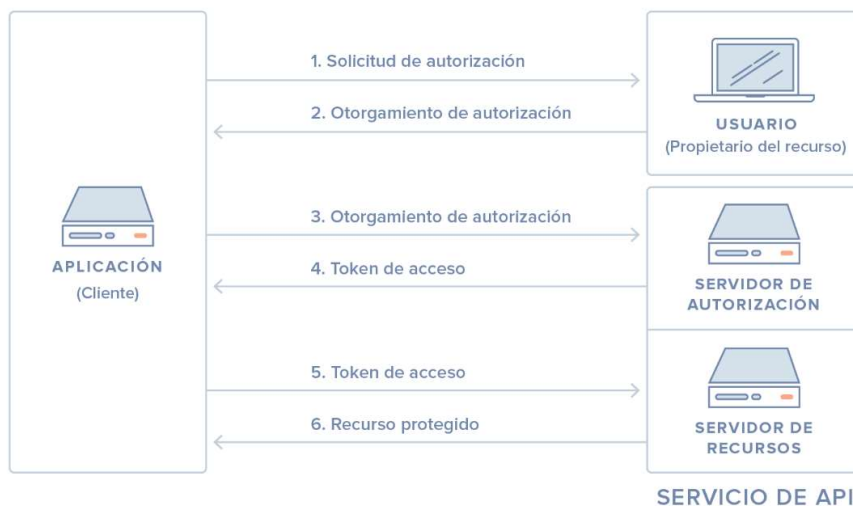 1. Solicitud de autorización
2. Otorgamiento de autorización
USUARIO
(Propietario del recurso)
3. Otorgamiento de autorización
APLICACIÓN
(Cliente)
4. Token de acceso
SERVIDOR DE
AUTORIZACIÓN
5. Token de acceso
6. Recurso protegido
SERVIDOR DE
RECURSOS
SERVICIO DE API